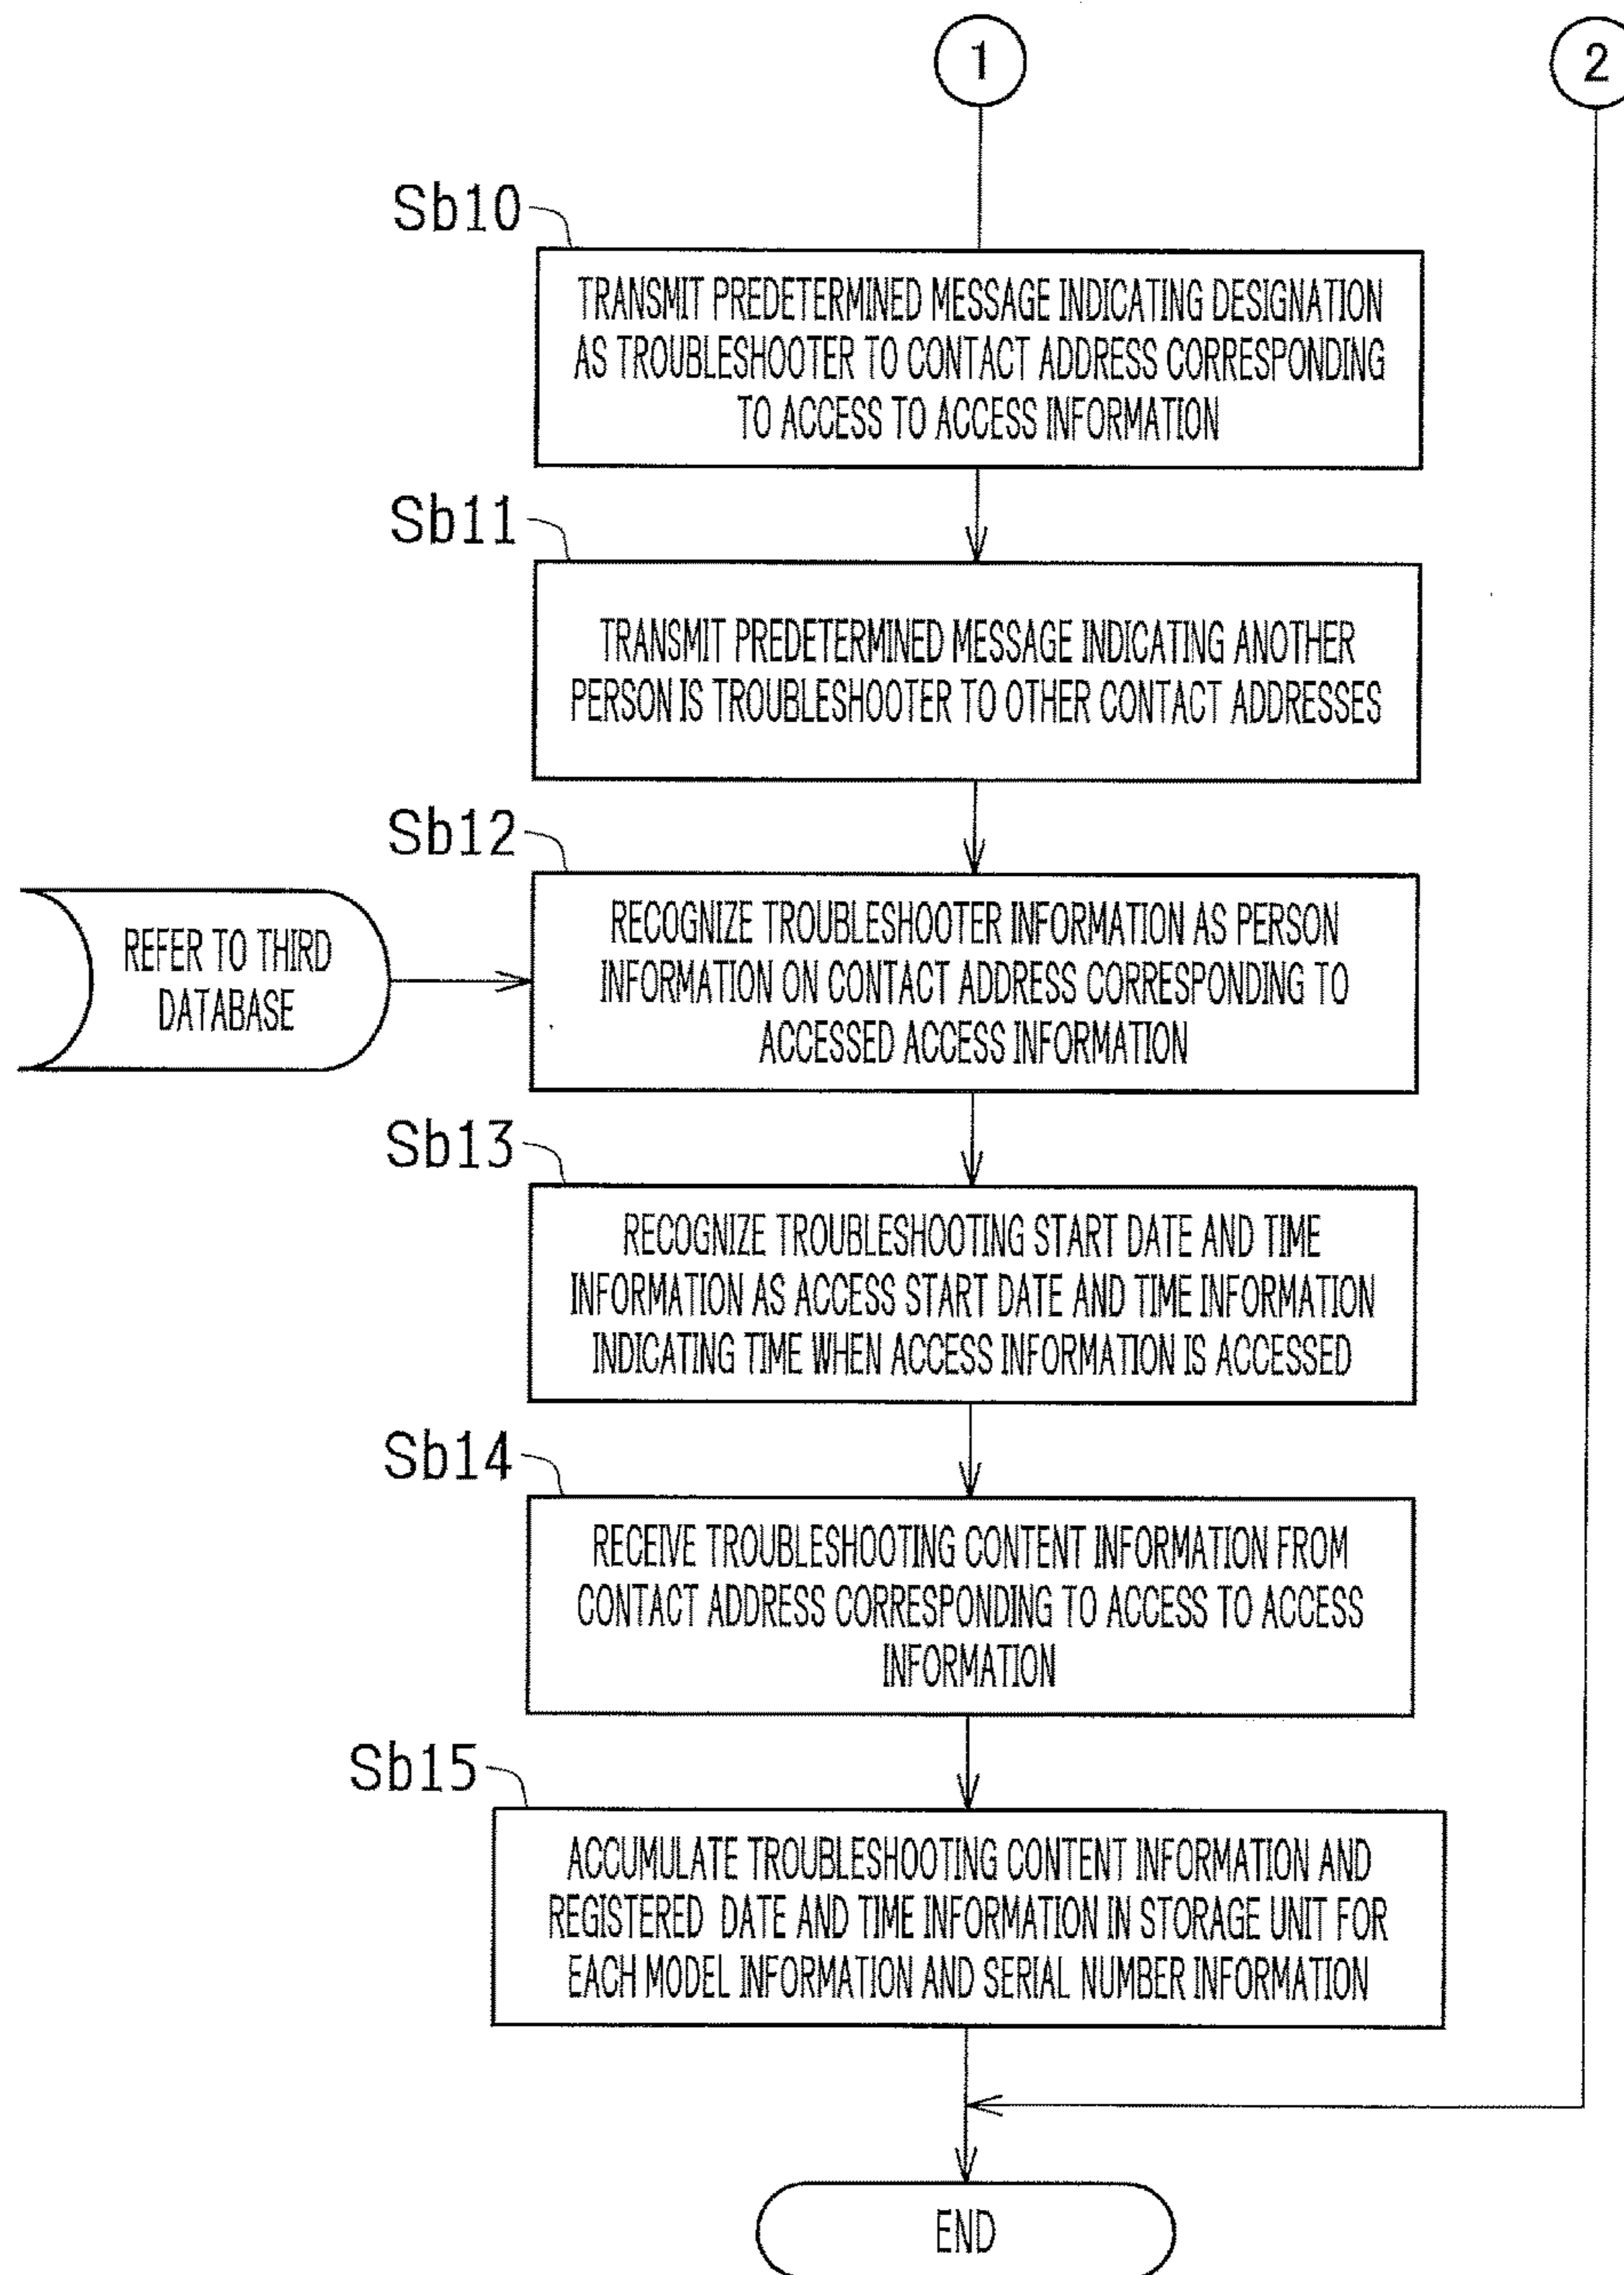 1
2
Sb10
TRANSMIT PREDETERMINED MESSAGE INDICATING DESIGNATION
AS TROUBLESHOOTER TO CONTACT ADDRESS CORRESPONDING
TO ACCESS TO ACCESS INFORMATION
Sb11
TRANSMIT PREDETERMINED MESSAGE INDICATING ANOTHER
PERSON IS TROUBLESHOOTER TO OTHER CONTACT ADDRESSES
Sb12
REFER TO THIRD
DATABASE
RECOGNIZE TROUBLESHOOTER INFORMATION AS PERSON
INFORMATION ON CONTACT ADDRESS CORRESPONDING TO
ACCESSED ACCESS INFORMATION
Sb13
RECOGNIZE TROUBLESHOOTING START DATE AND TIME
INFORMATION AS ACCESS START DATE AND TIME INFORMATION
INDICATING TIME WHEN ACCESS INFORMATION IS ACCESSED
Sb14
RECEIVE TROUBLESHOOTING CONTENT INFORMATION FROM
CONTACT ADDRESS CORRESPONDING TO ACCESS TO ACCESS
INFORMATION
Sb15
ACCUMULATE TROUBLESHOOTING CONTENT INFORMATION AND
REGISTERED DATE AND TIME INFORMATION IN STORAGE UNIT FOR
EACH MODEL INFORMATION AND SERIAL NUMBER INFORMATION
END